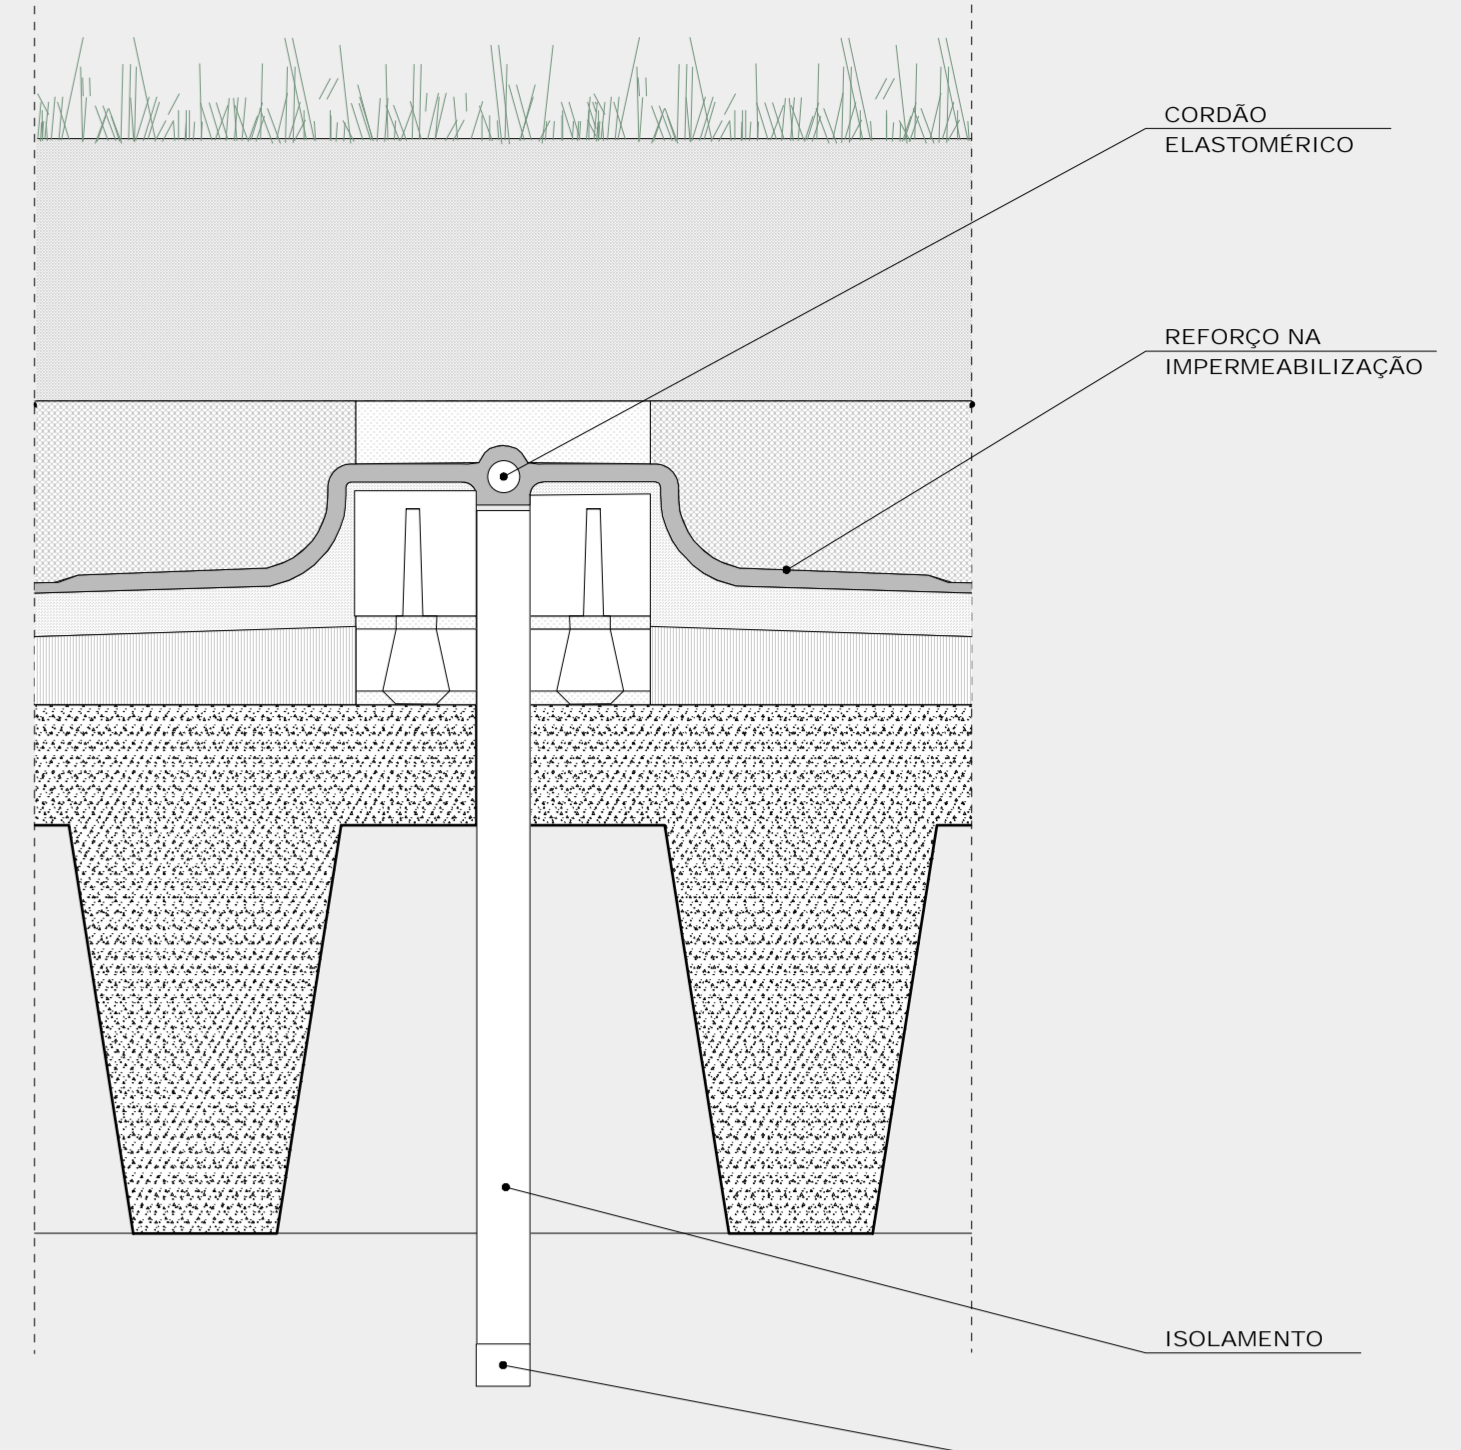 CORDÃO
ELASTOMÉRICO
REFORÇO NA
IMPERMEABILIZAÇÃO
ISOLAMENTO